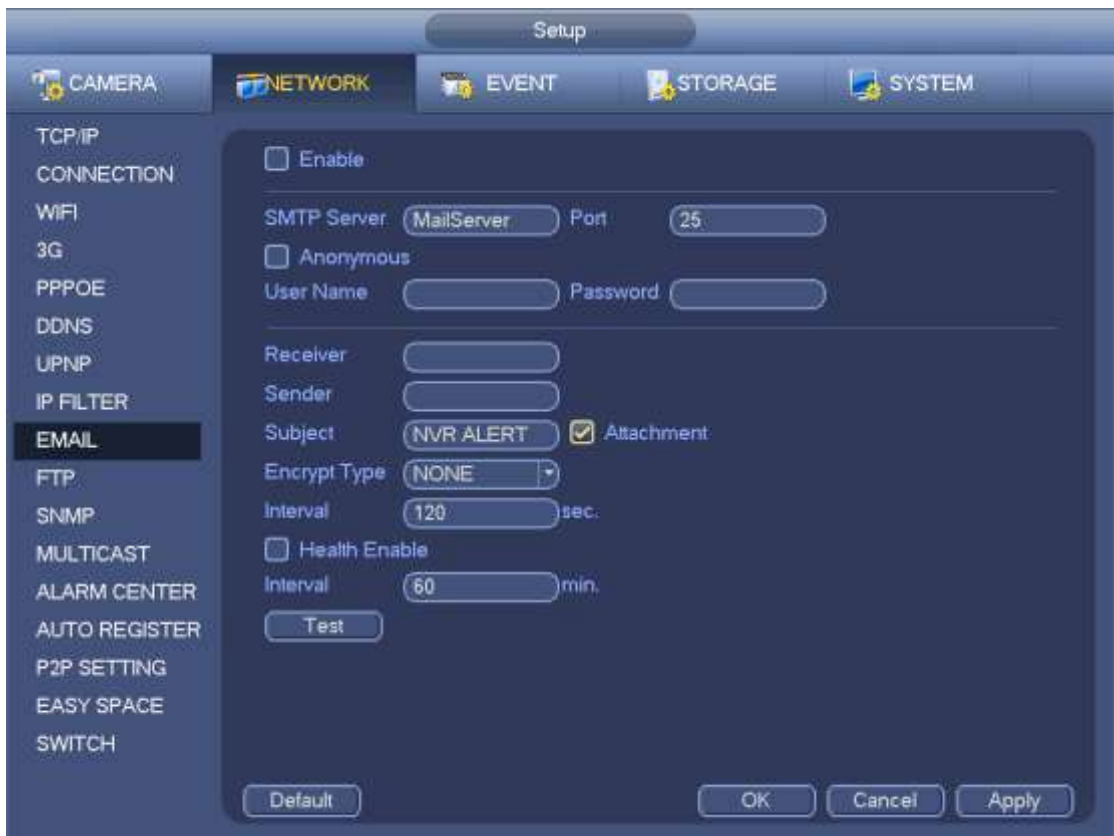 Setup
CAMERA NETWORK EVENT STORAGE SYSTEM
TCP/IP
CONNECTION
WIFI
3G
PPPOE
DDNS
UPNP
IP FILTER
EMAIL
FTP
SNMP
MULTICAST
ALARM CENTER
AUTO REGISTER
P2P SETTING
EASY SPACE
SWITCH
Enable
SMTP Server MailServer Port 25
Anonymous
User Name Password
Receiver
Sender
Subject NVR ALERT Attachment
Encrypt Type NONE
Interval 120 sec.
Health Enable
Interval 60 min.
Test
Default OK Cancel Apply